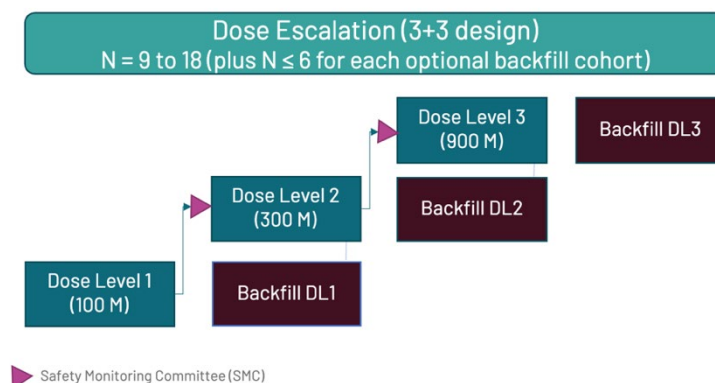 Dose Escalation (3+3 design)
N = 9 to 18 (plus N ≤ 6 for each optional backfill cohort)
Dose Level 3
(900 M)
Backfill DL3
Dose Level 2
(300 M)
Backfill DL2
Dose Level 1
(100 M)
Backfill DL1
Safety Monitoring Committee (SMC)